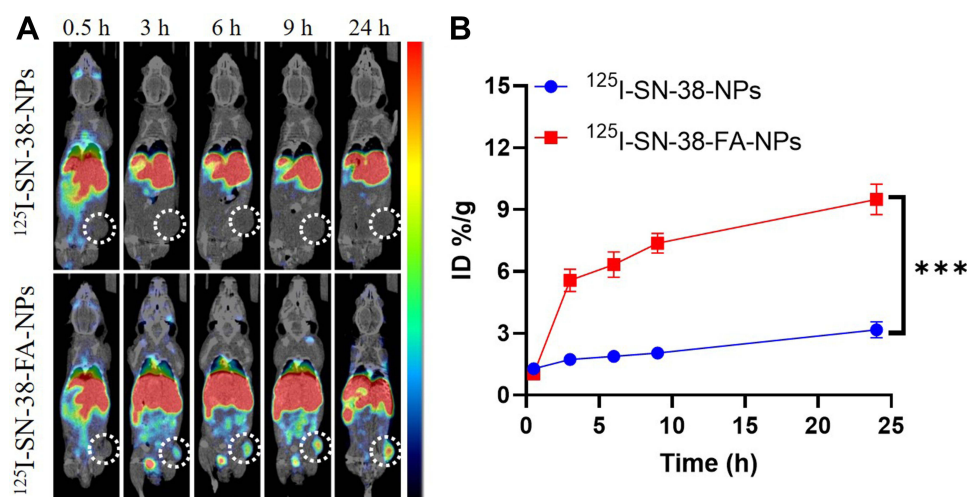 A
0.5 h 3 h 6 h 9 h 24 h
¹²⁵I-SN-38-NPs
¹²⁵I-SN-38-FA-NPs
B
¹²⁵I-SN-38-NPs
¹²⁵I-SN-38-FA-NPs
ID %/g
15
12
9
6
3
0
***
0 5 10 15 20 25
Time (h)